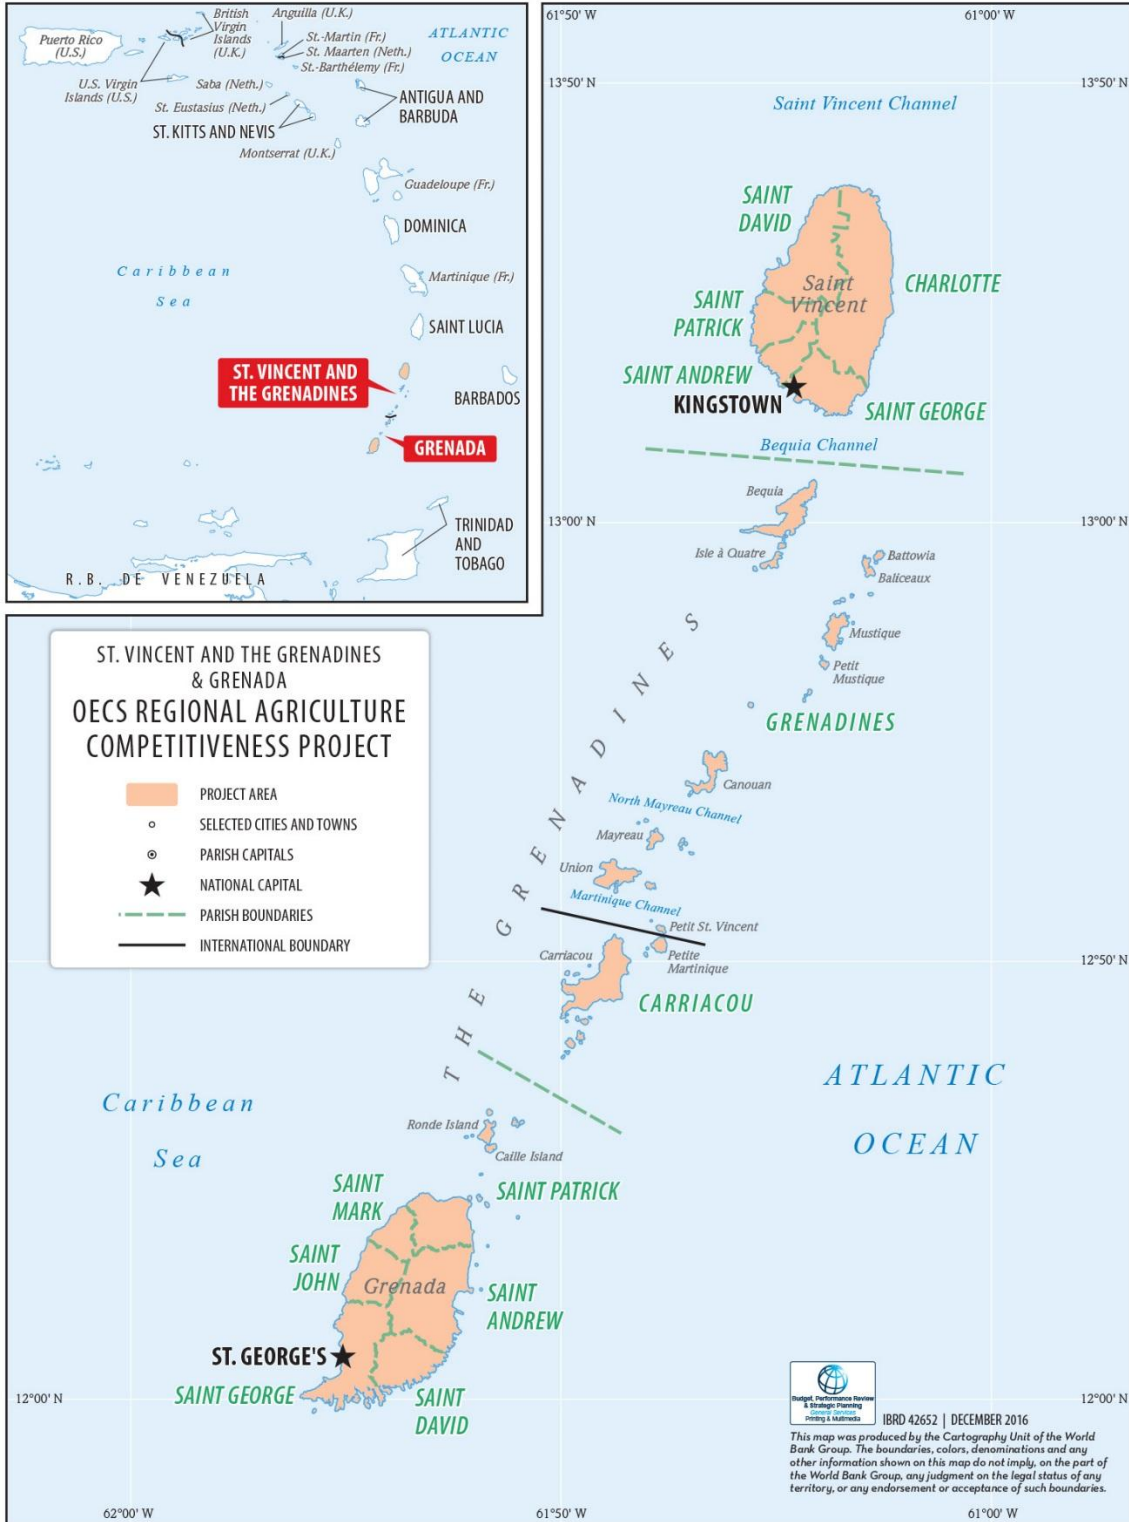 61°50' W
61°00' W
13°50' N
13°50' N
Puerto Rico
(U.S.)
British
Virgin
Islands
(U.K.)
Anguilla (U.K.)
St.-Martin (Fr.)
St. Maarten (Neth.)
St.-Barthélemy (Fr.)
ATLANTIC
OCEAN
U.S. Virgin
Islands (U.S.)
Saba (Neth.)
St. Eustasius (Neth.)
ST. KITTS AND NEVIS
ANTIGUA AND
BARBUDA
Montserrat (U.K.)
Guadeloupe (Fr.)
DOMINICA
Caribbean
Sea
Martinique (Fr.)
SAINT LUCIA
ST. VINCENT AND
THE GRENADINES
BARBADOS
GRENADA
TRINIDAD
AND
TOBAGO
R.B. DE VENEZUELA
Saint Vincent Channel
SAINT
DAVID
CHARLOTTE
Saint
Vincent
SAINT
PATRICK
SAINT ANDREW
KINGSTOWN
SAINT GEORGE
Bequia Channel
Bequia
13°00' N
13°00' N
Isle à Quatre
Battowia
Baliceaux
Mustique
Petit
Mustique
GRENADINES
THE GRENADINES
Canouan
North Mayreau Channel
Mayreau
Union
Martinique Channel
Petit St. Vincent
Petite
Martinique
Carriacou
12°50' N
CARRIACOU
ST. VINCENT AND THE GRENADINES
& GRENADA
OECS REGIONAL AGRICULTURE
COMPETITIVENESS PROJECT
PROJECT AREA
SELECTED CITIES AND TOWNS
PARISH CAPITALS
NATIONAL CAPITAL
PARISH BOUNDARIES
INTERNATIONAL BOUNDARY
Caribbean
Sea
ATLANTIC
OCEAN
Ronde Island
Caille Island
SAINT PATRICK
SAINT
MARK
SAINT
JOHN
Grenada
SAINT
ANDREW
ST. GEORGE'S
SAINT GEORGE
SAINT
DAVID
12°00' N
12°00' N
Budget, Performance Review
& Strategic Planning
General Services
Printing & Multimedia
IBRD 42652 | DECEMBER 2016
This map was produced by the Cartography Unit of the World
Bank Group. The boundaries, colors, denominations and any
other information shown on this map do not imply, on the part of
the World Bank Group, any judgment on the legal status of any
territory, or any endorsement or acceptance of such boundaries.
62°00' W
61°50' W
61°00' W